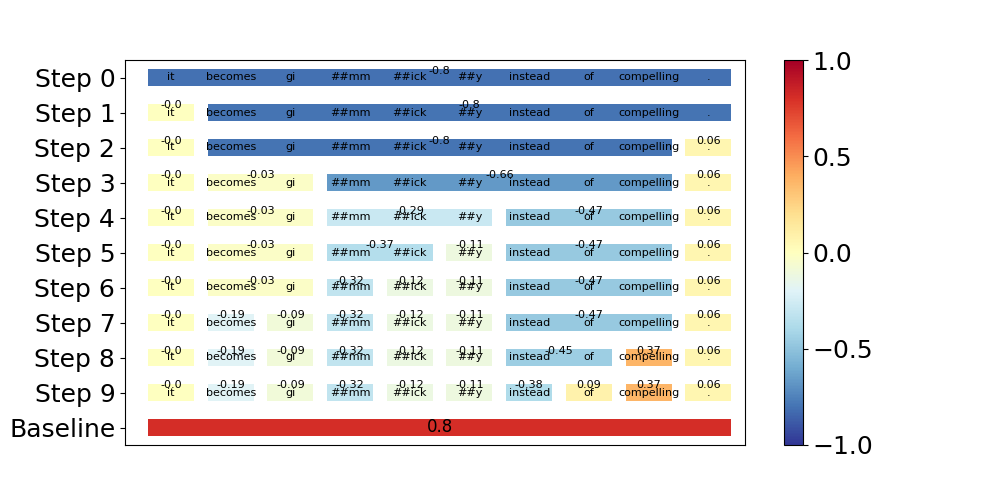 Step 0 it becomes gi ##mm ##ick -0.8 ##y instead of compelling .
Step 1 -0.0 it becomes gi ##mm ##ick -0.8 ##y instead of compelling .
Step 2 -0.0 it becomes gi ##mm ##ick -0.8 ##y instead of compelling 0.06 .
Step 3 -0.0 it -0.03 becomes gi -0.66 ##mm ##ick ##y instead of compelling 0.06 .
Step 4 -0.0 it -0.03 becomes gi -0.29 ##mm ##ick ##y -0.47 instead of compelling 0.06 .
Step 5 -0.0 it -0.03 becomes gi -0.37 ##mm ##ick -0.11 ##y -0.47 instead of compelling 0.06 .
Step 6 -0.0 it -0.03 becomes gi -0.32 ##mm -0.12 ##ick -0.11 ##y -0.47 instead of compelling 0.06 .
Step 7 -0.0 it -0.19 becomes -0.09 gi -0.32 ##mm -0.12 ##ick -0.11 ##y -0.47 instead of compelling 0.06 .
Step 8 -0.0 it -0.19 becomes -0.09 gi -0.32 ##mm -0.12 ##ick -0.11 ##y -0.45 instead of 0.37 compelling 0.06 .
Step 9 -0.0 it -0.19 becomes -0.09 gi -0.32 ##mm -0.12 ##ick -0.11 ##y -0.38 instead 0.09 of 0.37 compelling 0.06 .
Baseline 0.8
1.0
0.5
0.0
−0.5
−1.0